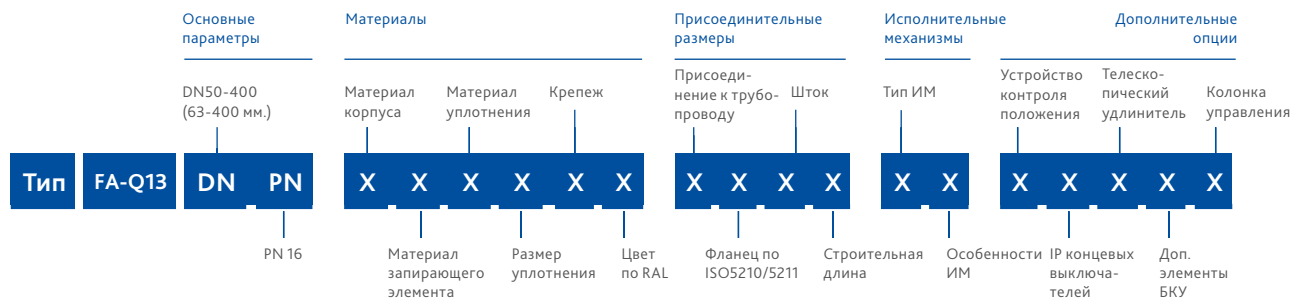 Основные
параметры
Материалы
Присоединительные
размеры
Исполнительные
механизмы
Дополнительные
опции
DN50-400
(63-400 мм.)
Материал
корпуса
Материал
уплотнения
Крепеж
Присоеди-
нение к трубо-
проводу
Шток
Тип ИМ
Устройство
контроля
положения
Телеско-
пический
удлинитель
Колонка
управления
Тип FA-Q13 DN PN X X X X X X X X X X X X X X X X X
PN 16
Материал
запирающего
элемента
Размер
уплотнения
Цвет
по RAL
Фланец по
ISO5210/5211
Строительная
длина
Особенности
ИМ
IP концевых
выключа-
телей
Доп.
элементы
БКУ